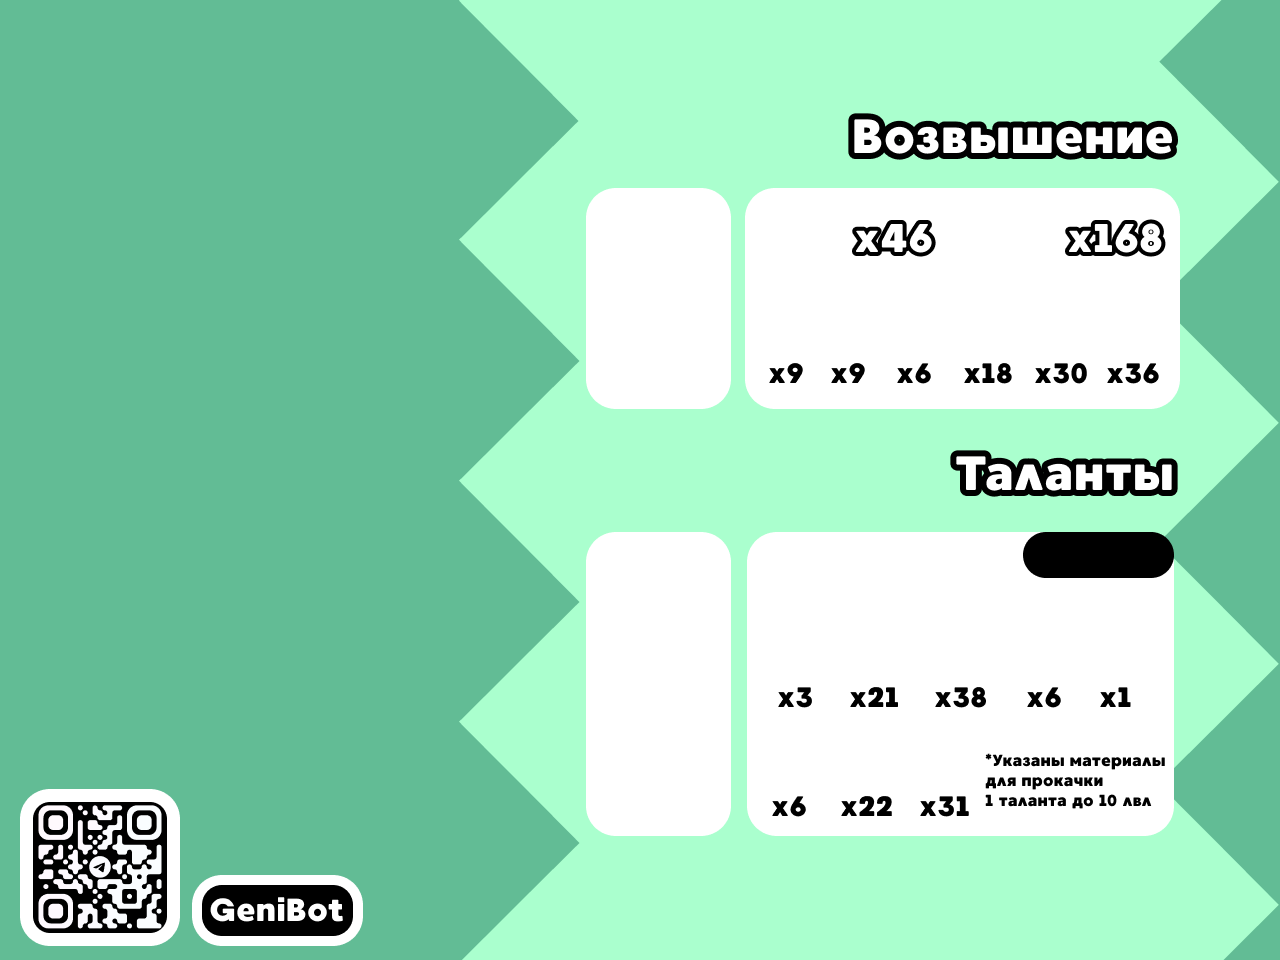 Возвышение
x46 x168
x9 x9 x6 x18 x30 x36
Таланты
x3 x21 x38 x6 x1
*Указаны материалы
для прокачки
1 таланта до 10 лвл
x6 x22 x31
GeniBot